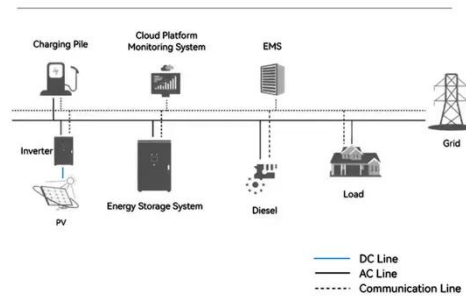 Charging Pile
Cloud Platform
Monitoring System
EMS
Grid
Inverter
PV
Energy Storage System
Diesel
Load
DC Line
AC Line
Communication Line